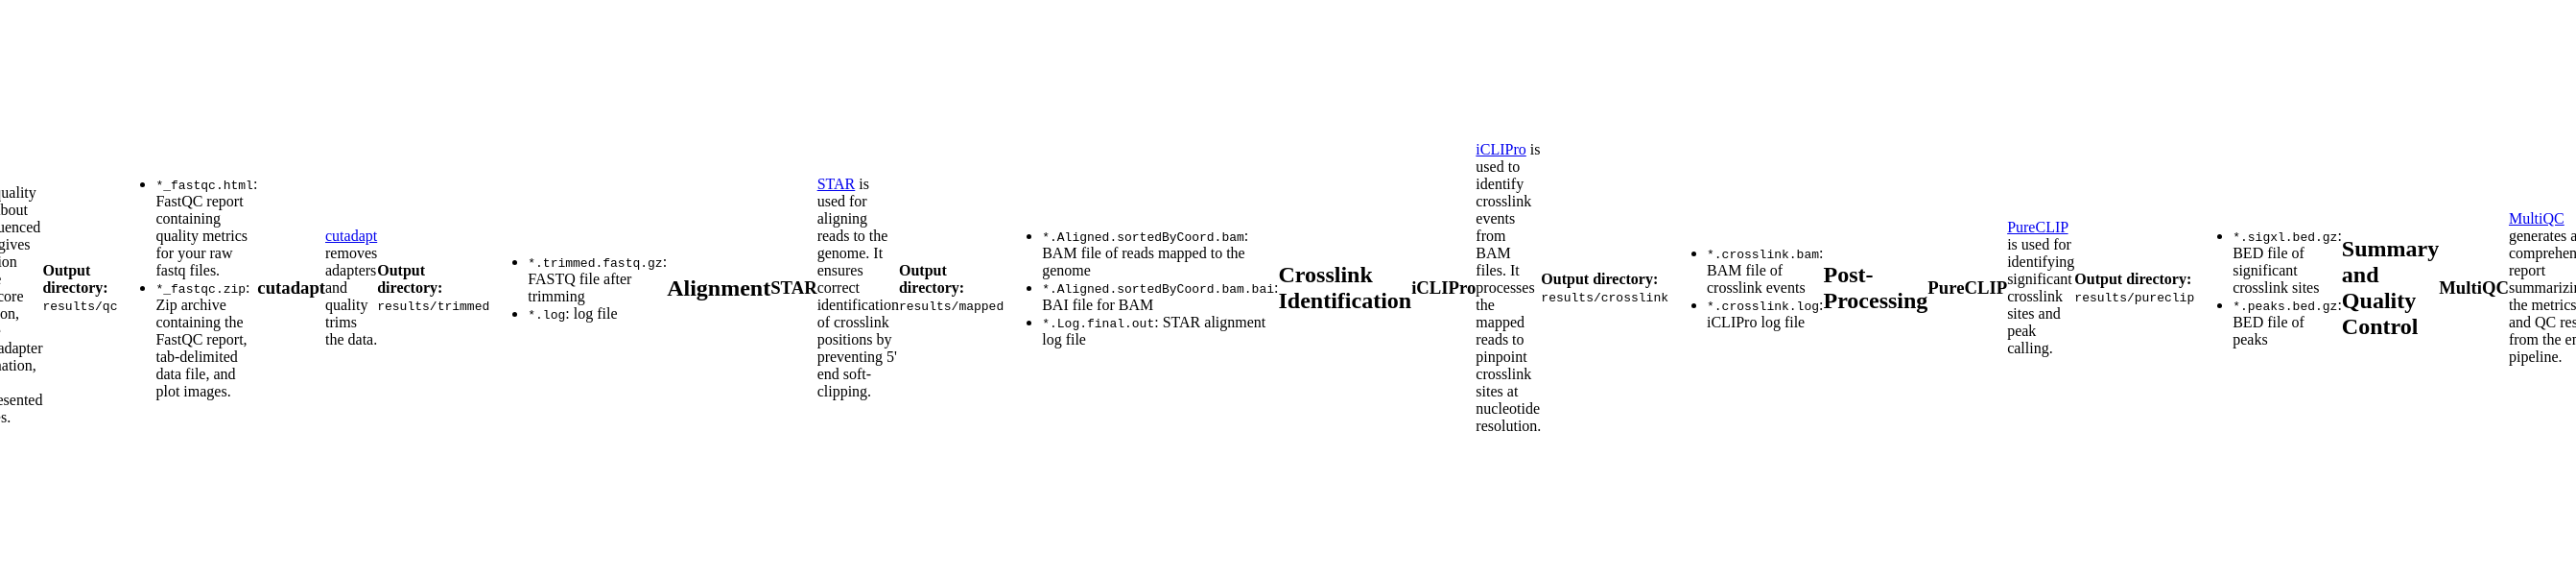 uality
bout
uenced
gives
ion
core
on,
adapter
ation,
esented
es.
Output
directory:
results/qc
*_fastqc.html:
FastQC report
containing
quality metrics
for your raw
fastq files.
*_fastqc.zip:
Zip archive
containing the
FastQC report,
tab-delimited
data file, and
plot images.
cutadapt
cutadapt
removes
adapters
and
quality
trims
the data.
Output
directory:
results/trimmed
*.trimmed.fastq.gz:
FASTQ file after
trimming
*.log: log file
Alignment
STAR
STAR is
used for
aligning
reads to the
genome. It
ensures
correct
identification
of crosslink
positions by
preventing 5'
end soft-
clipping.
Output
directory:
results/mapped
*.Aligned.sortedByCoord.bam:
BAM file of reads mapped to the
genome
*.Aligned.sortedByCoord.bam.bai:
BAI file for BAM
*.Log.final.out: STAR alignment
log file
Crosslink
Identification
iCLIPro
iCLIPro is
used to
identify
crosslink
events
from
BAM
files. It
processes
the
mapped
reads to
pinpoint
crosslink
sites at
nucleotide
resolution.
Output directory:
results/crosslink
*.crosslink.bam:
BAM file of
crosslink events
*.crosslink.log:
iCLIPro log file
Post-
Processing
PureCLIP
PureCLIP
is used for
identifying
significant
crosslink
sites and
peak
calling.
Output directory:
results/pureclip
*.sigxl.bed.gz:
BED file of
significant
crosslink sites
*.peaks.bed.gz:
BED file of
peaks
Summary
and
Quality
Control
MultiQC
MultiQC
generates a
comprehen
report
summarizin
the metrics
and QC res
from the en
pipeline.